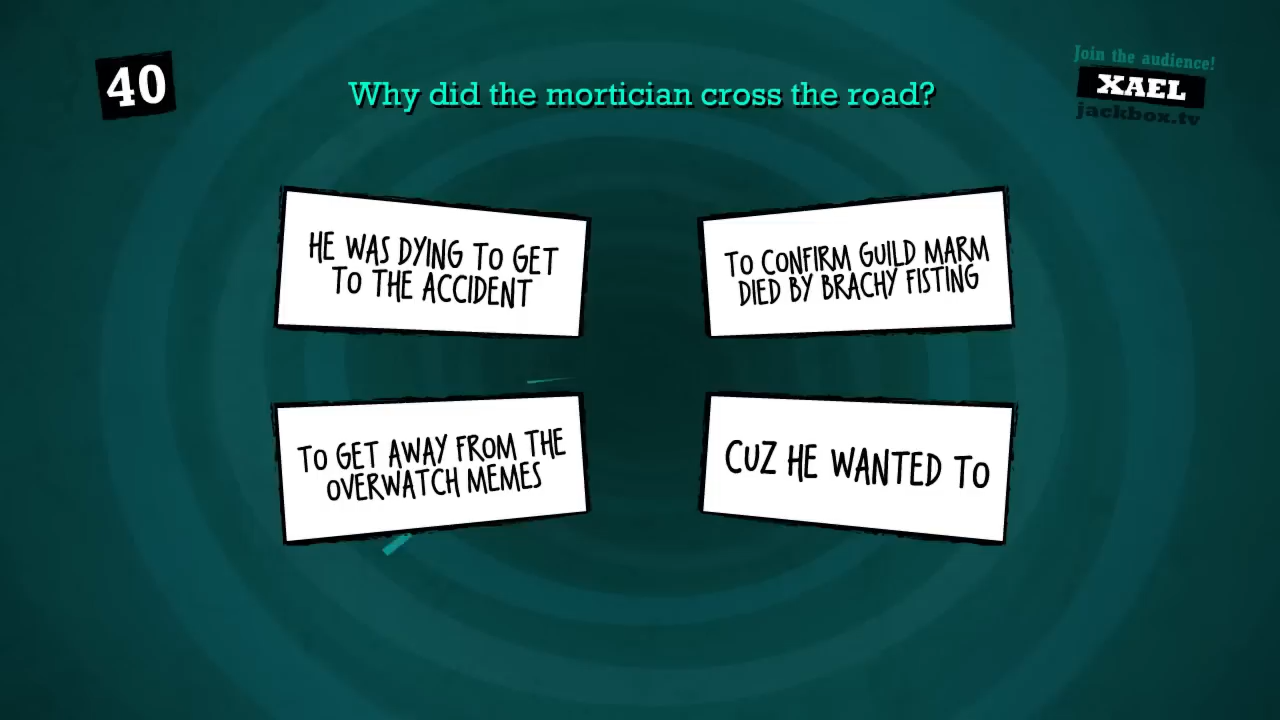 40
Why did the mortician cross the road?
Join the audience!
XAEL
jackbox.tv
HE WAS DYING TO GET
TO THE ACCIDENT
TO CONFIRM GUILD MARM
DIED BY BRACHY FISTING
TO GET AWAY FROM THE
OVERWATCH MEMES
CUZ HE WANTED TO